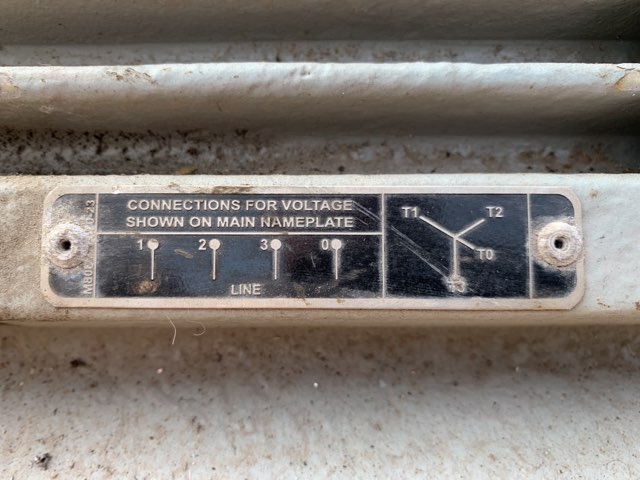 CONNECTIONS FOR VOLTAGE
SHOWN ON MAIN NAMEPLATE
1 2 3 0
LINE
T1 T2
T0
T3